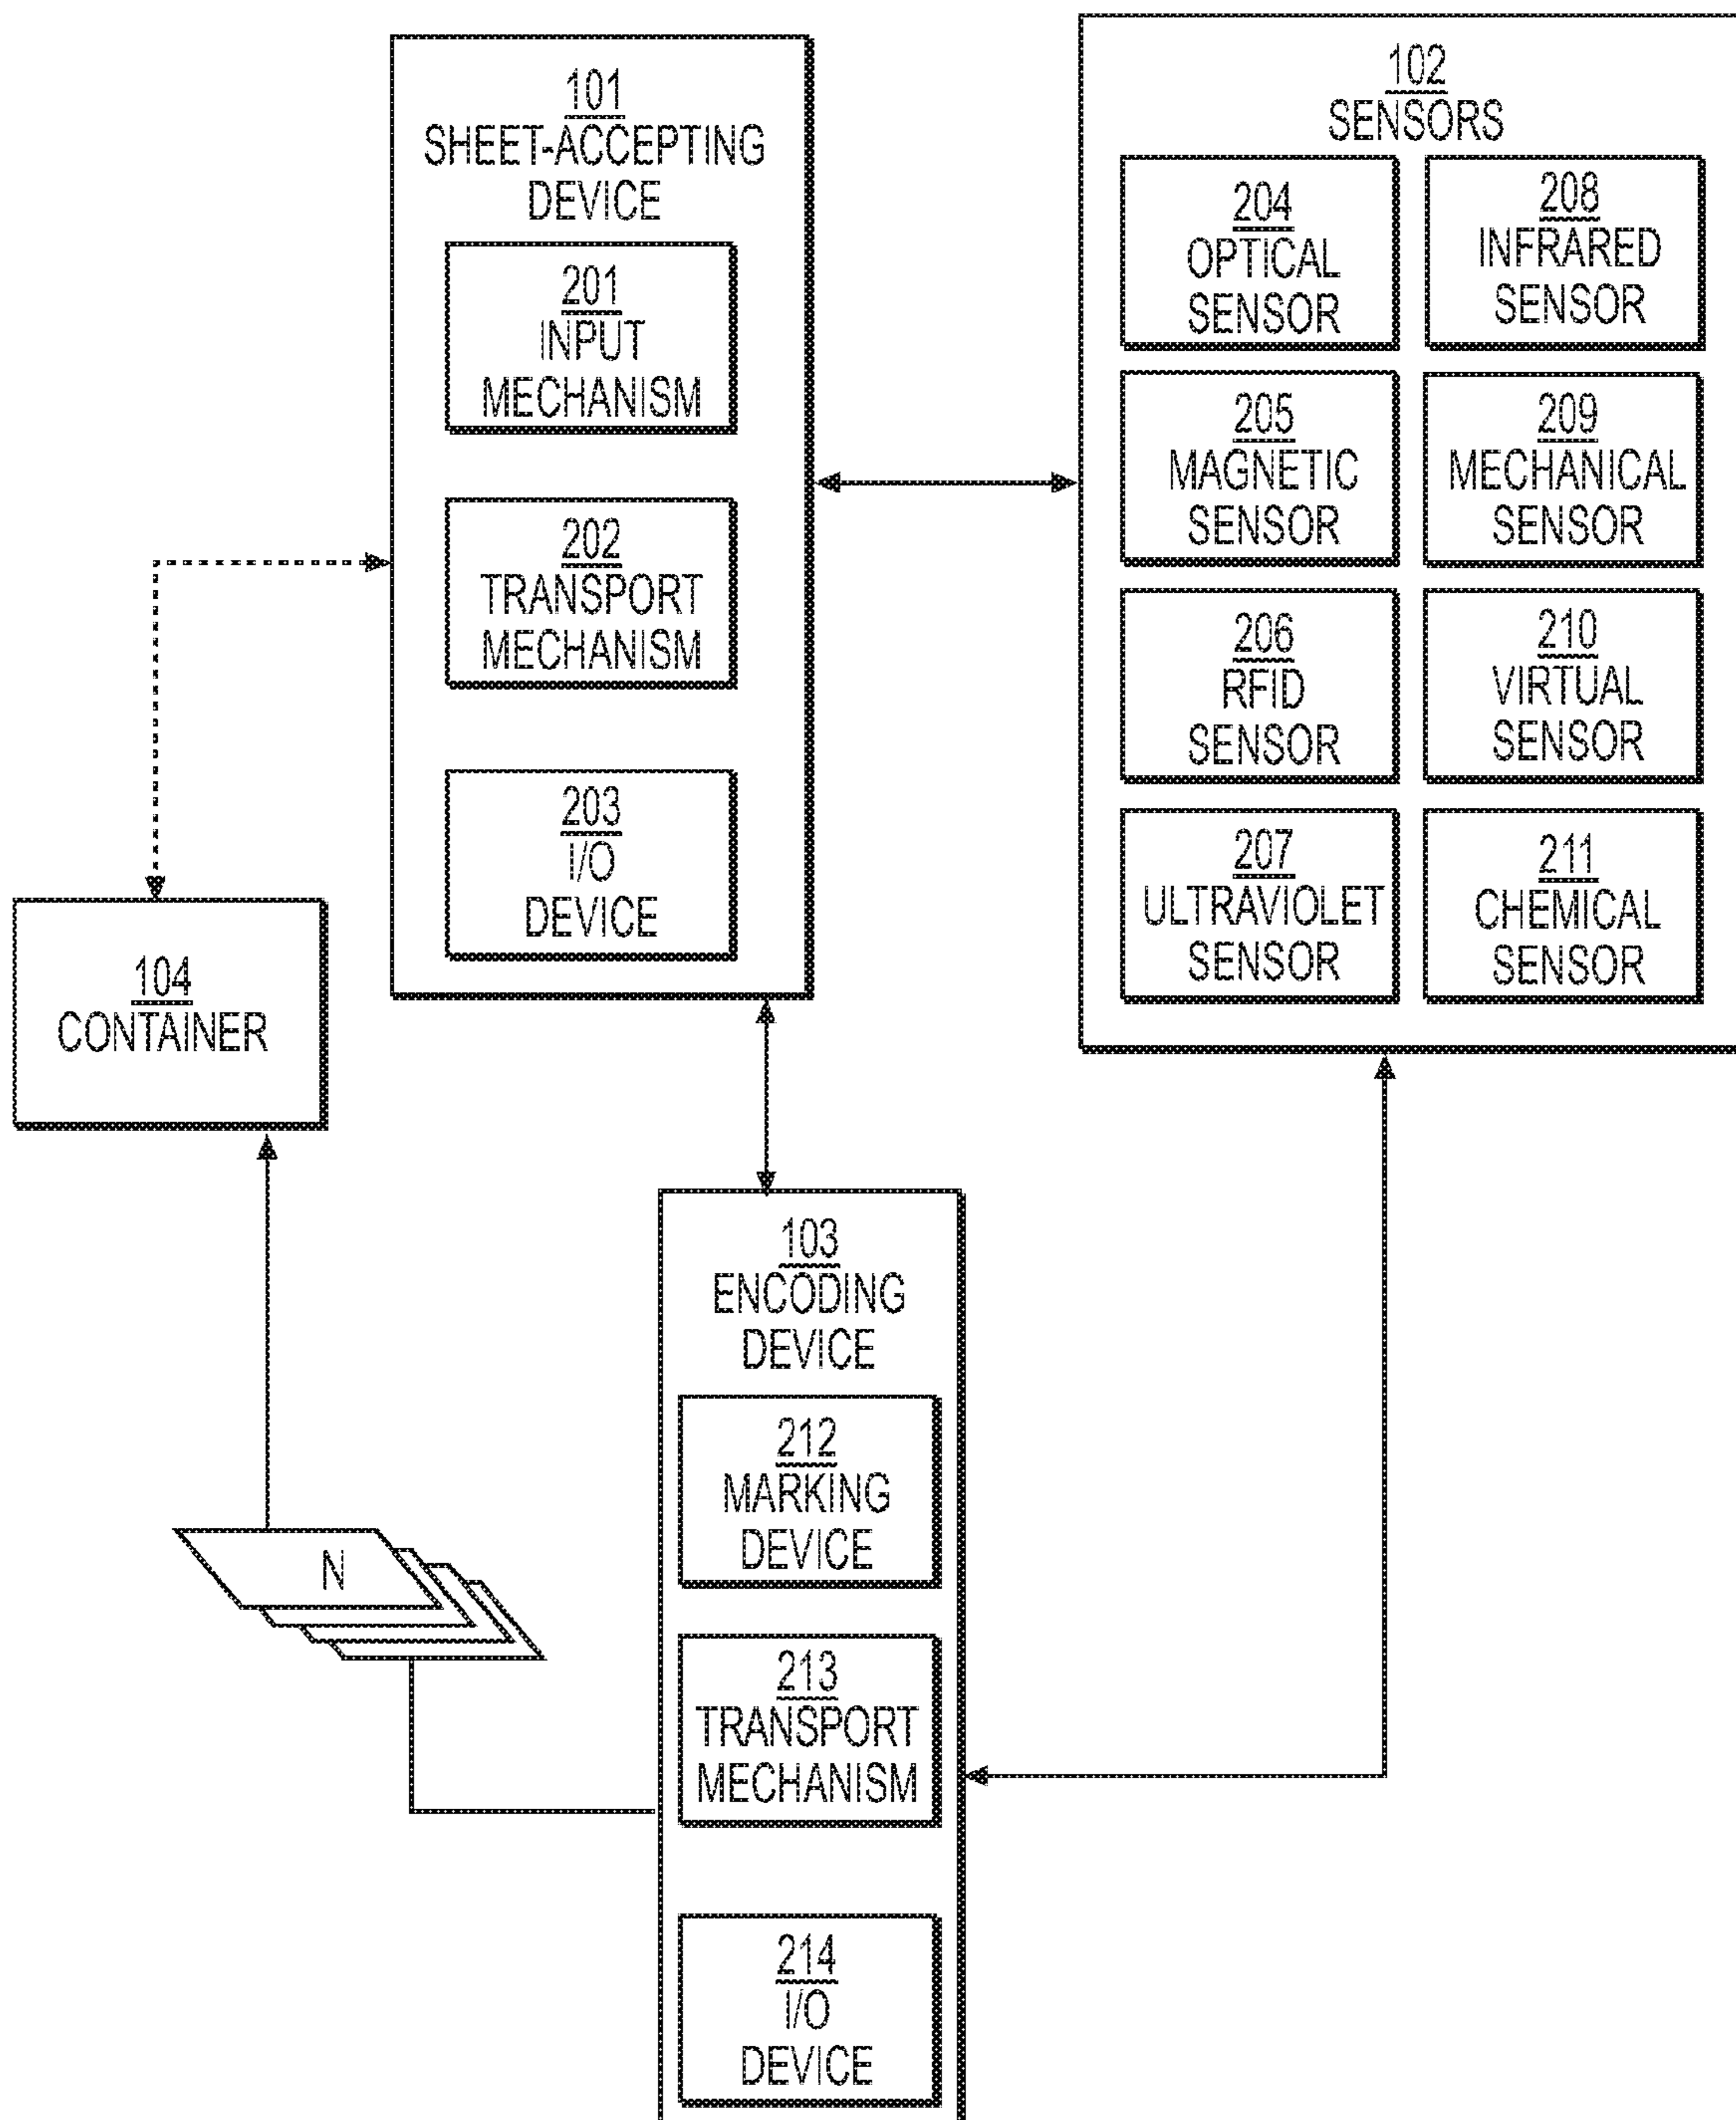 101
SHEET-ACCEPTING
DEVICE
201
INPUT
MECHANISM
202
TRANSPORT
MECHANISM
203
I/O
DEVICE
102
SENSORS
204
OPTICAL
SENSOR
208
INFRARED
SENSOR
205
MAGNETIC
SENSOR
209
MECHANICAL
SENSOR
206
RFID
SENSOR
210
VIRTUAL
SENSOR
207
ULTRAVIOLET
SENSOR
211
CHEMICAL
SENSOR
104
CONTAINER
103
ENCODING
DEVICE
212
MARKING
DEVICE
N
213
TRANSPORT
MECHANISM
214
I/O
DEVICE